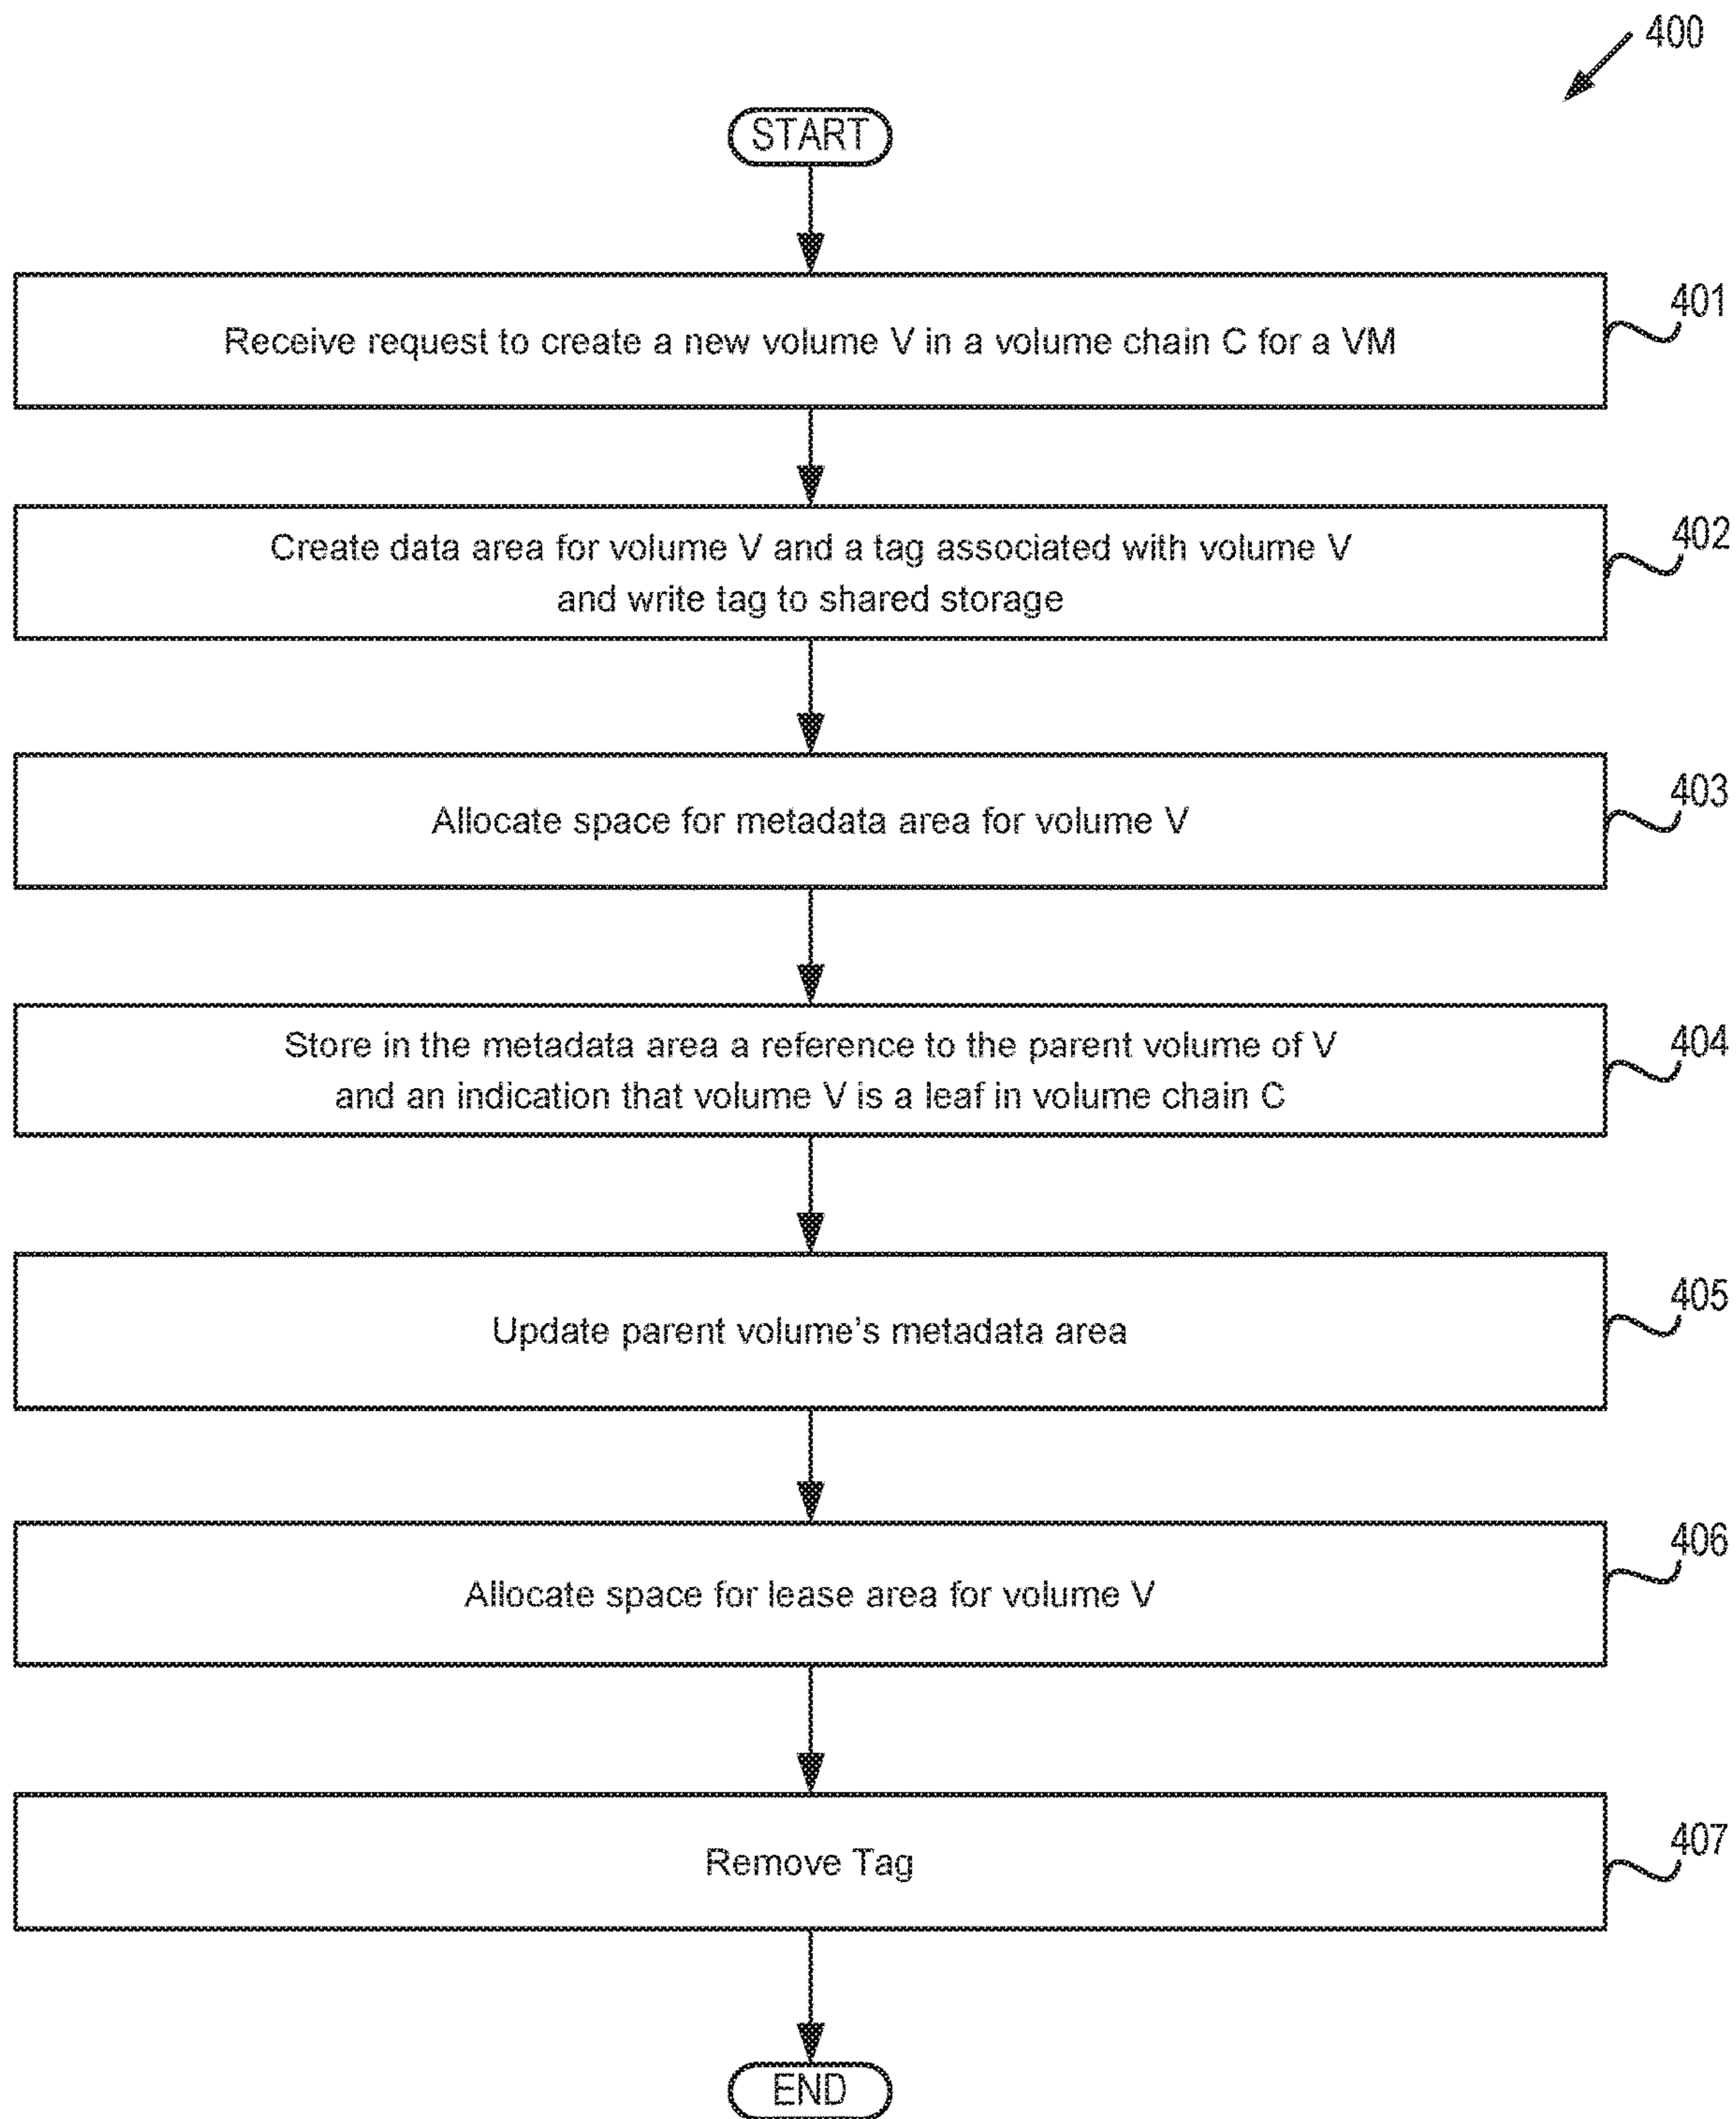 400
START
Receive request to create a new volume V in a volume chain C for a VM
401
Create data area for volume V and a tag associated with volume V
and write tag to shared storage
402
Allocate space for metadata area for volume V
403
Store in the metadata area a reference to the parent volume of V
and an indication that volume V is a leaf in volume chain C
404
Update parent volume's metadata area
405
Allocate space for lease area for volume V
406
Remove Tag
407
END